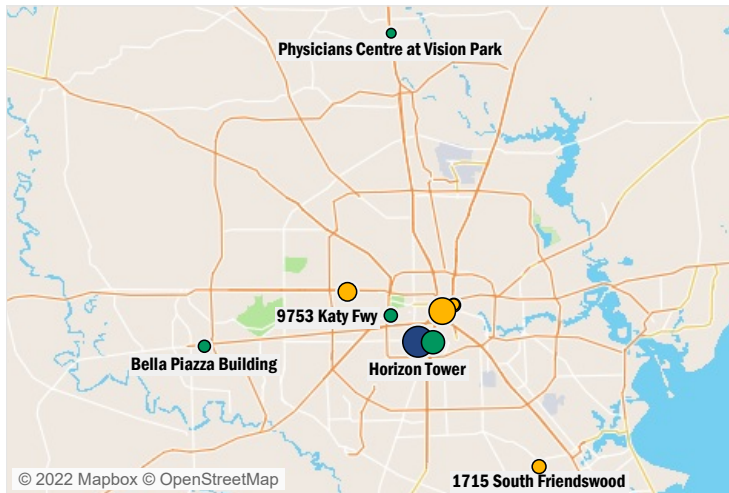 Physicians Centre at Vision Park
9753 Katy Fwy
Bella Piazza Building
Horizon Tower
1715 South Friendswood
© 2022 Mapbox © OpenStreetMap